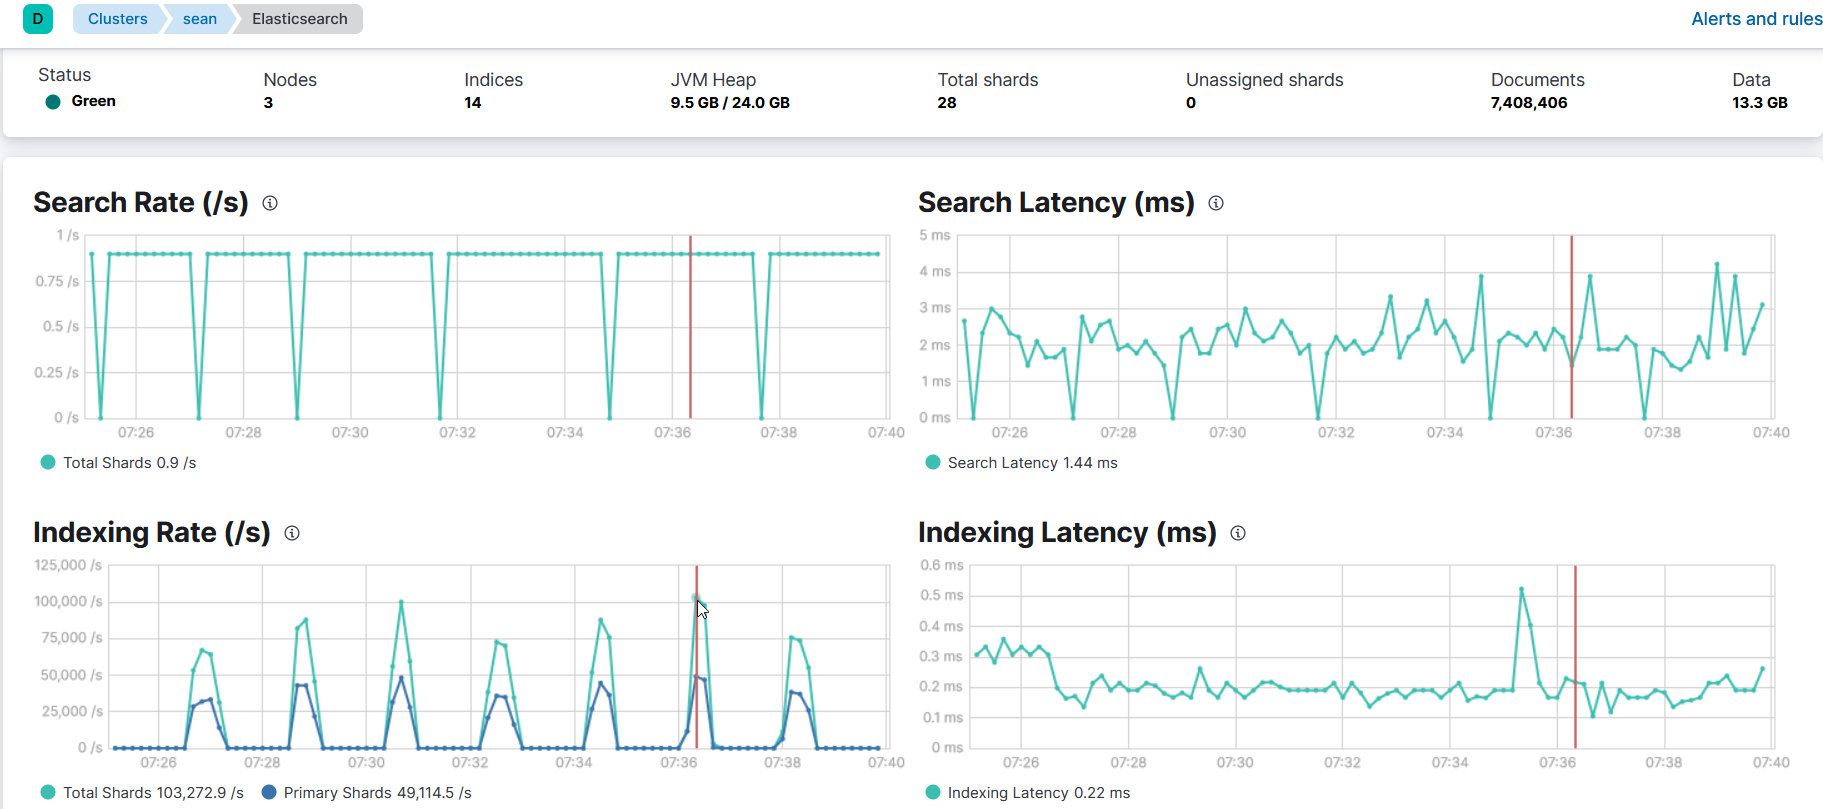 D Clusters sean Elasticsearch Alerts and rules
Status Nodes Indices JVM Heap Total shards Unassigned shards Documents Data
Green 3 14 9.5 GB / 24.0 GB 28 0 7,408,406 13.3 GB
Search Rate (/s)
1 /s
0.75 /s
0.5 /s
0.25 /s
0 /s
07:26 07:28 07:30 07:32 07:34 07:36 07:38 07:40
Total Shards 0.9 /s
Search Latency (ms)
5 ms
4 ms
3 ms
2 ms
1 ms
0 ms
07:26 07:28 07:30 07:32 07:34 07:36 07:38 07:40
Search Latency 1.44 ms
Indexing Rate (/s)
125,000 /s
100,000 /s
75,000 /s
50,000 /s
25,000 /s
0 /s
07:26 07:28 07:30 07:32 07:34 07:36 07:38 07:40
Total Shards 103,272.9 /s Primary Shards 49,114.5 /s
Indexing Latency (ms)
0.6 ms
0.5 ms
0.4 ms
0.3 ms
0.2 ms
0.1 ms
0 ms
07:26 07:28 07:30 07:32 07:34 07:36 07:38 07:40
Indexing Latency 0.22 ms